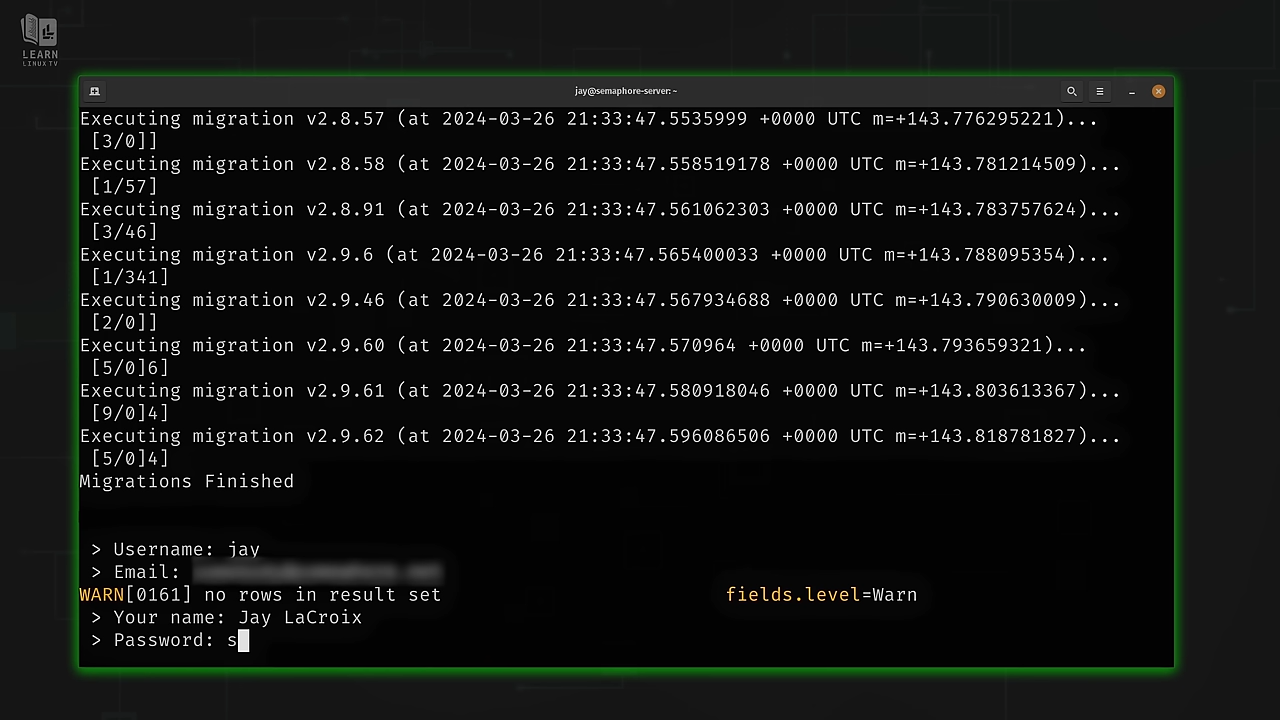 LEARN
LINUX TV
jay@semaphore-server:~
Executing migration v2.8.57 (at 2024-03-26 21:33:47.5535999 +0000 UTC m=+143.776295221)...
[3/0]]
Executing migration v2.8.58 (at 2024-03-26 21:33:47.558519178 +0000 UTC m=+143.781214509)...
[1/57]
Executing migration v2.8.91 (at 2024-03-26 21:33:47.561062303 +0000 UTC m=+143.783757624)...
[3/46]
Executing migration v2.9.6 (at 2024-03-26 21:33:47.565400033 +0000 UTC m=+143.788095354)...
[1/341]
Executing migration v2.9.46 (at 2024-03-26 21:33:47.567934688 +0000 UTC m=+143.790630009)...
[2/0]]
Executing migration v2.9.60 (at 2024-03-26 21:33:47.570964 +0000 UTC m=+143.793659321)...
[5/0]6]
Executing migration v2.9.61 (at 2024-03-26 21:33:47.580918046 +0000 UTC m=+143.803613367)...
[9/0]4]
Executing migration v2.9.62 (at 2024-03-26 21:33:47.596086506 +0000 UTC m=+143.818781827)...
[5/0]4]
Migrations Finished
> Username: jay
> Email:
WARN[0161] no rows in result set fields.level=Warn
> Your name: Jay LaCroix
> Password: s